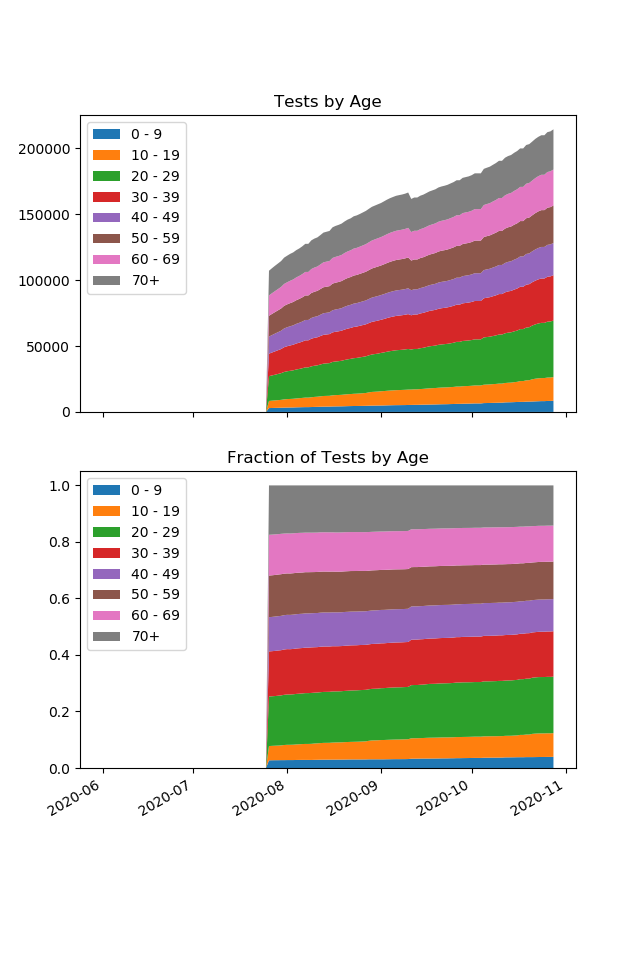 Tests by Age
200000
150000
100000
50000
0
0 - 9
10 - 19
20 - 29
30 - 39
40 - 49
50 - 59
60 - 69
70+
Fraction of Tests by Age
1.0
0.8
0.6
0.4
0.2
0.0
0 - 9
10 - 19
20 - 29
30 - 39
40 - 49
50 - 59
60 - 69
70+
2020-06
2020-07
2020-08
2020-09
2020-10
2020-11